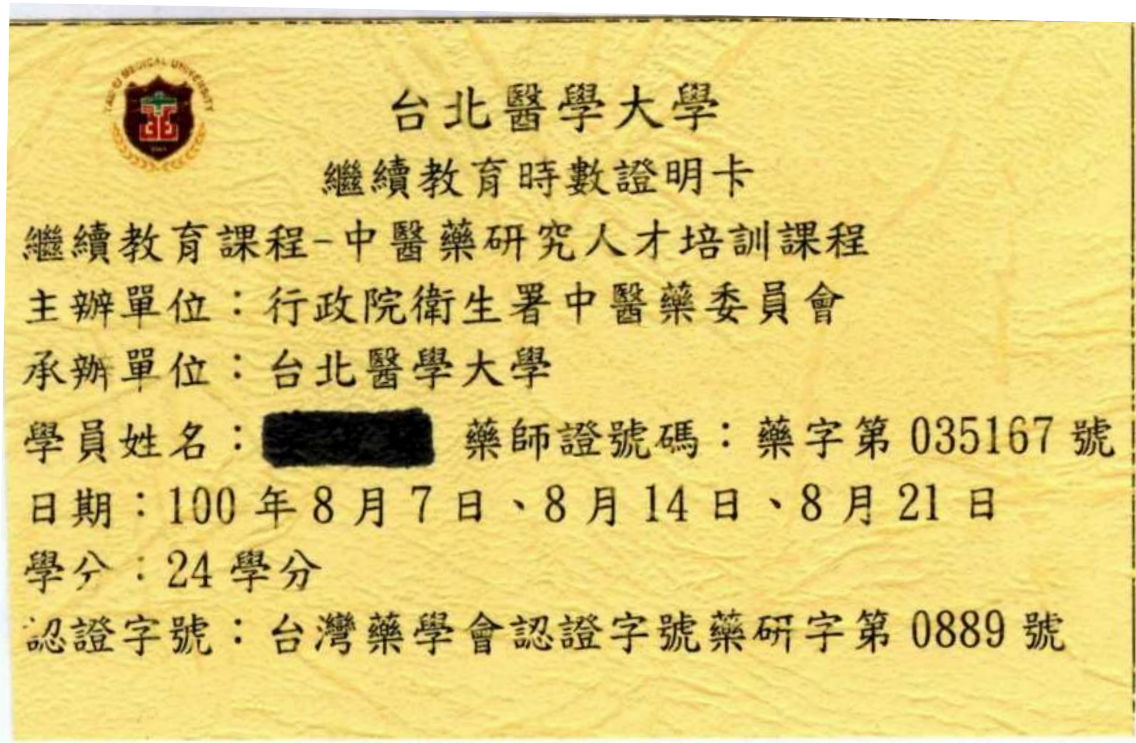 TAIPEI MEDICAL UNIVERSITY
台北醫學大學
繼續教育時數證明卡
繼續教育課程-中醫藥研究人才培訓課程
主辦單位：行政院衛生署中醫藥委員會
承辦單位：台北醫學大學
學員姓名： 藥師證號碼：藥字第 035167 號
日期：100 年 8 月 7 日、8 月 14 日、8 月 21 日
學分：24 學分
認證字號：台灣藥學會認證字號藥研字第 0889 號